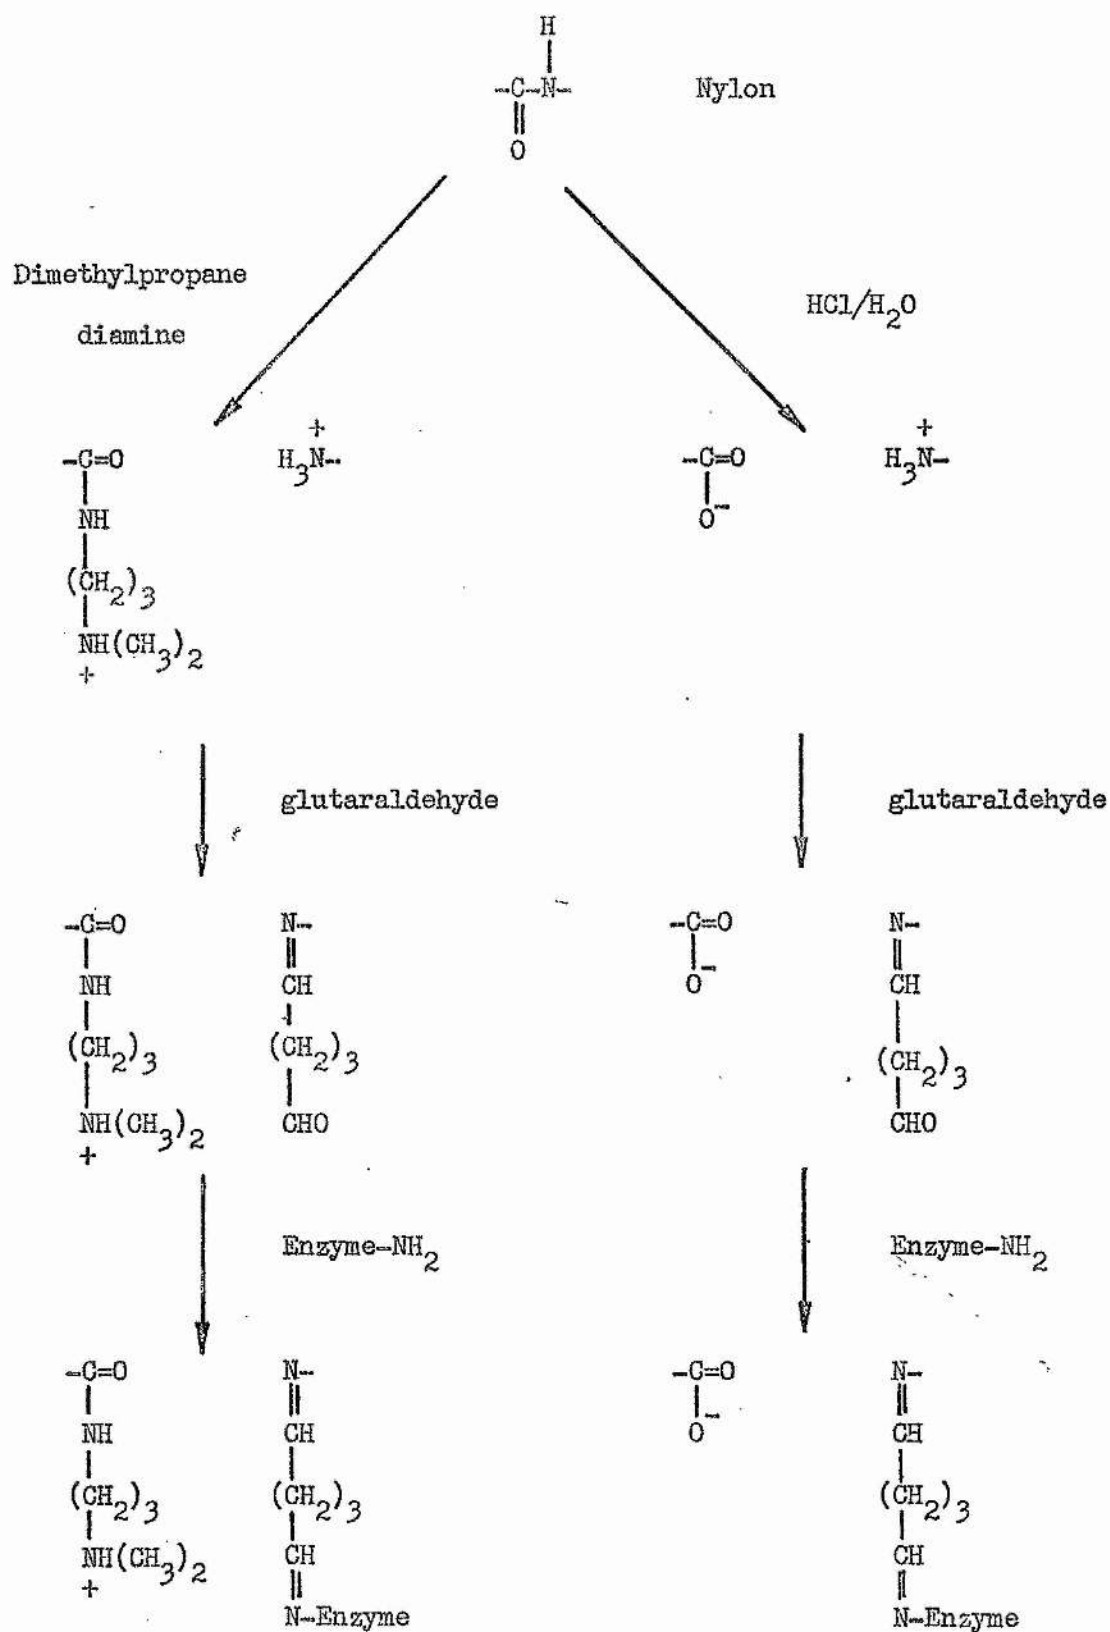 H
-C-N- Nylon
O
Dimethylpropane
diamine
HCl/H₂O
+ +
-C=O H₃N- -C=O H₃N-
NH O⁻
(CH₂)₃
NH(CH₃)₂
+
glutaraldehyde glutaraldehyde
-C=O N- -C=O N-
NH CH O⁻ CH
(CH₂)₃ (CH₂)₃ (CH₂)₃
NH(CH₃)₂ CHO CHO
+
Enzyme-NH₂ Enzyme-NH₂
-C=O N- -C=O N-
NH CH O⁻ CH
(CH₂)₃ (CH₂)₃ (CH₂)₃
NH(CH₃)₂ CH CH
+
N-Enzyme N-Enzyme